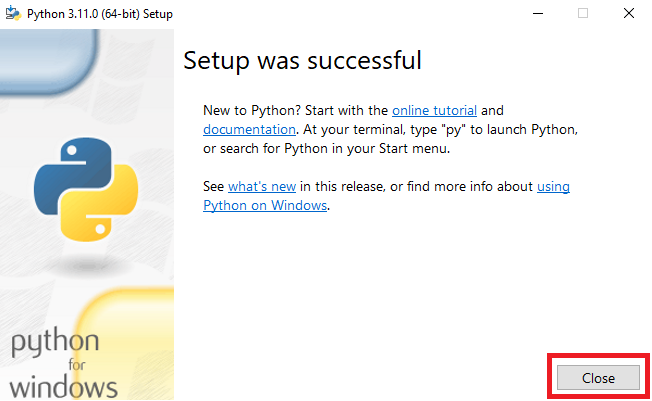 Python 3.11.0 (64-bit) Setup
Setup was successful
New to Python? Start with the online tutorial and
documentation. At your terminal, type "py" to launch Python,
or search for Python in your Start menu.
See what's new in this release, or find more info about using
Python on Windows.
python
for
windows
Close